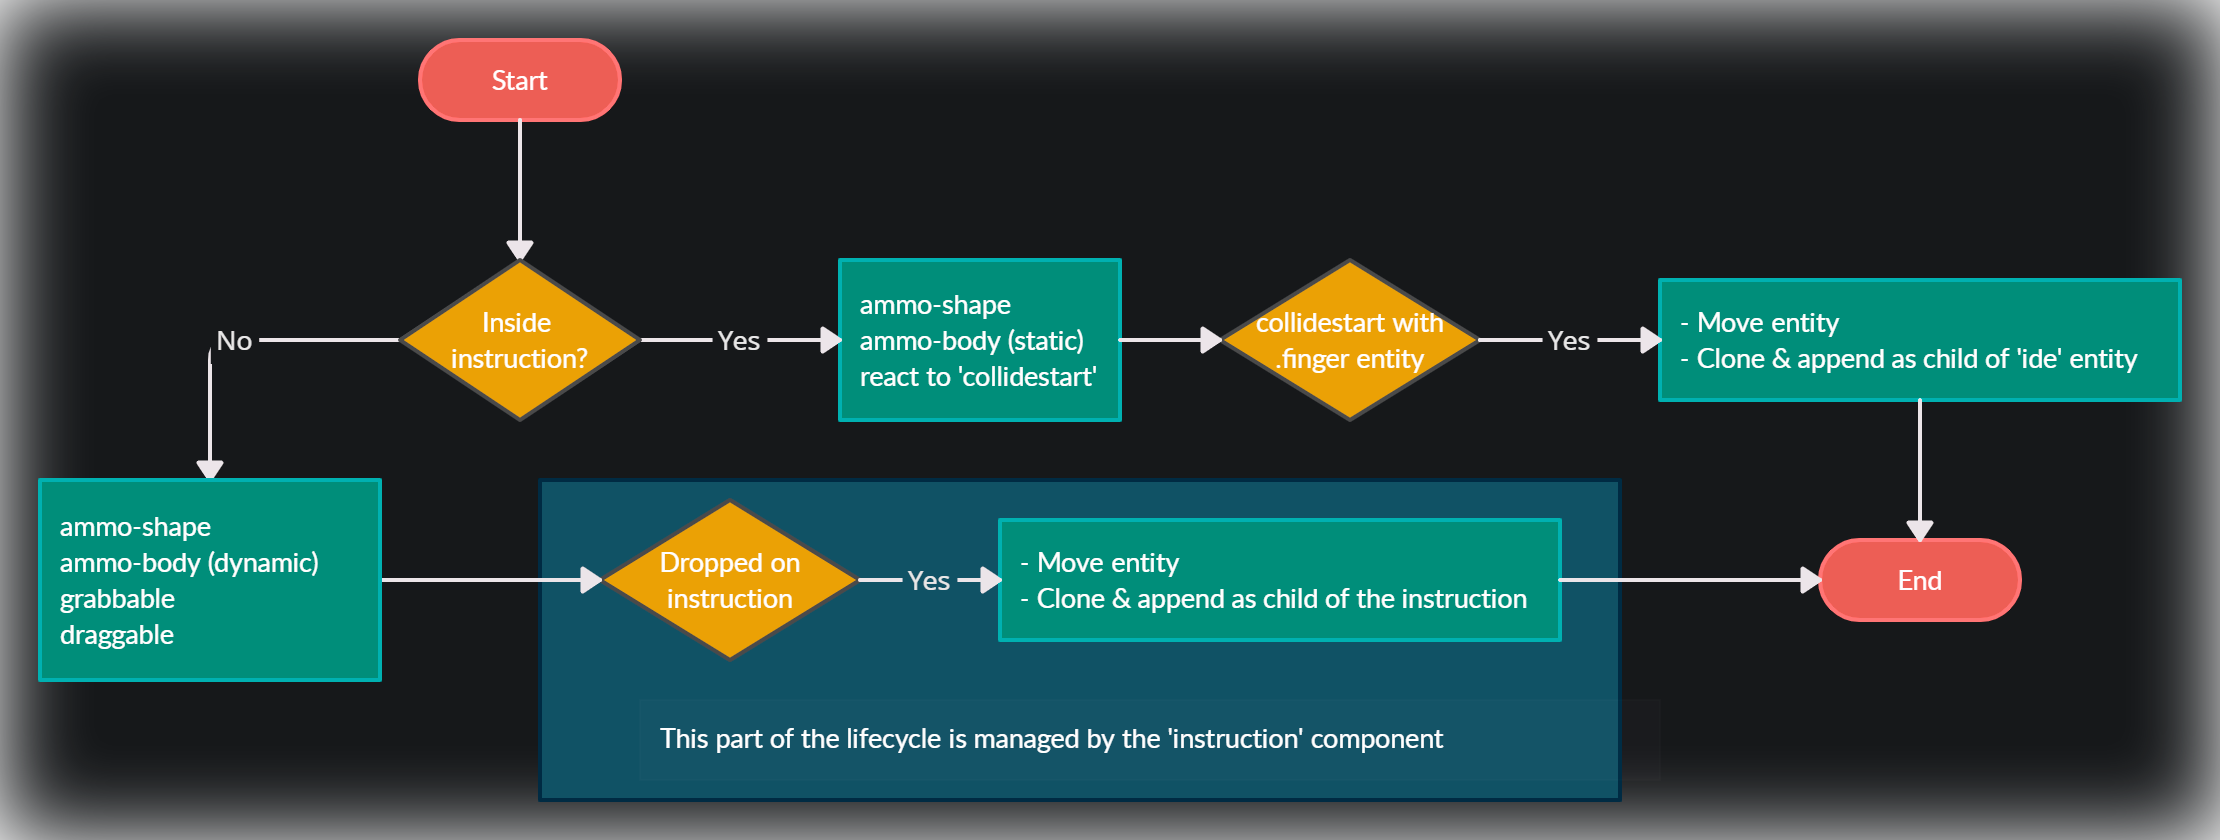 Start
Inside
instruction?
No
Yes
ammo-shape
ammo-body (static)
react to 'collidestart'
collidestart with
.finger entity
Yes
- Move entity
- Clone & append as child of 'ide' entity
ammo-shape
ammo-body (dynamic)
grabbable
draggable
Dropped on
instruction
Yes
- Move entity
- Clone & append as child of the instruction
End
This part of the lifecycle is managed by the 'instruction' component